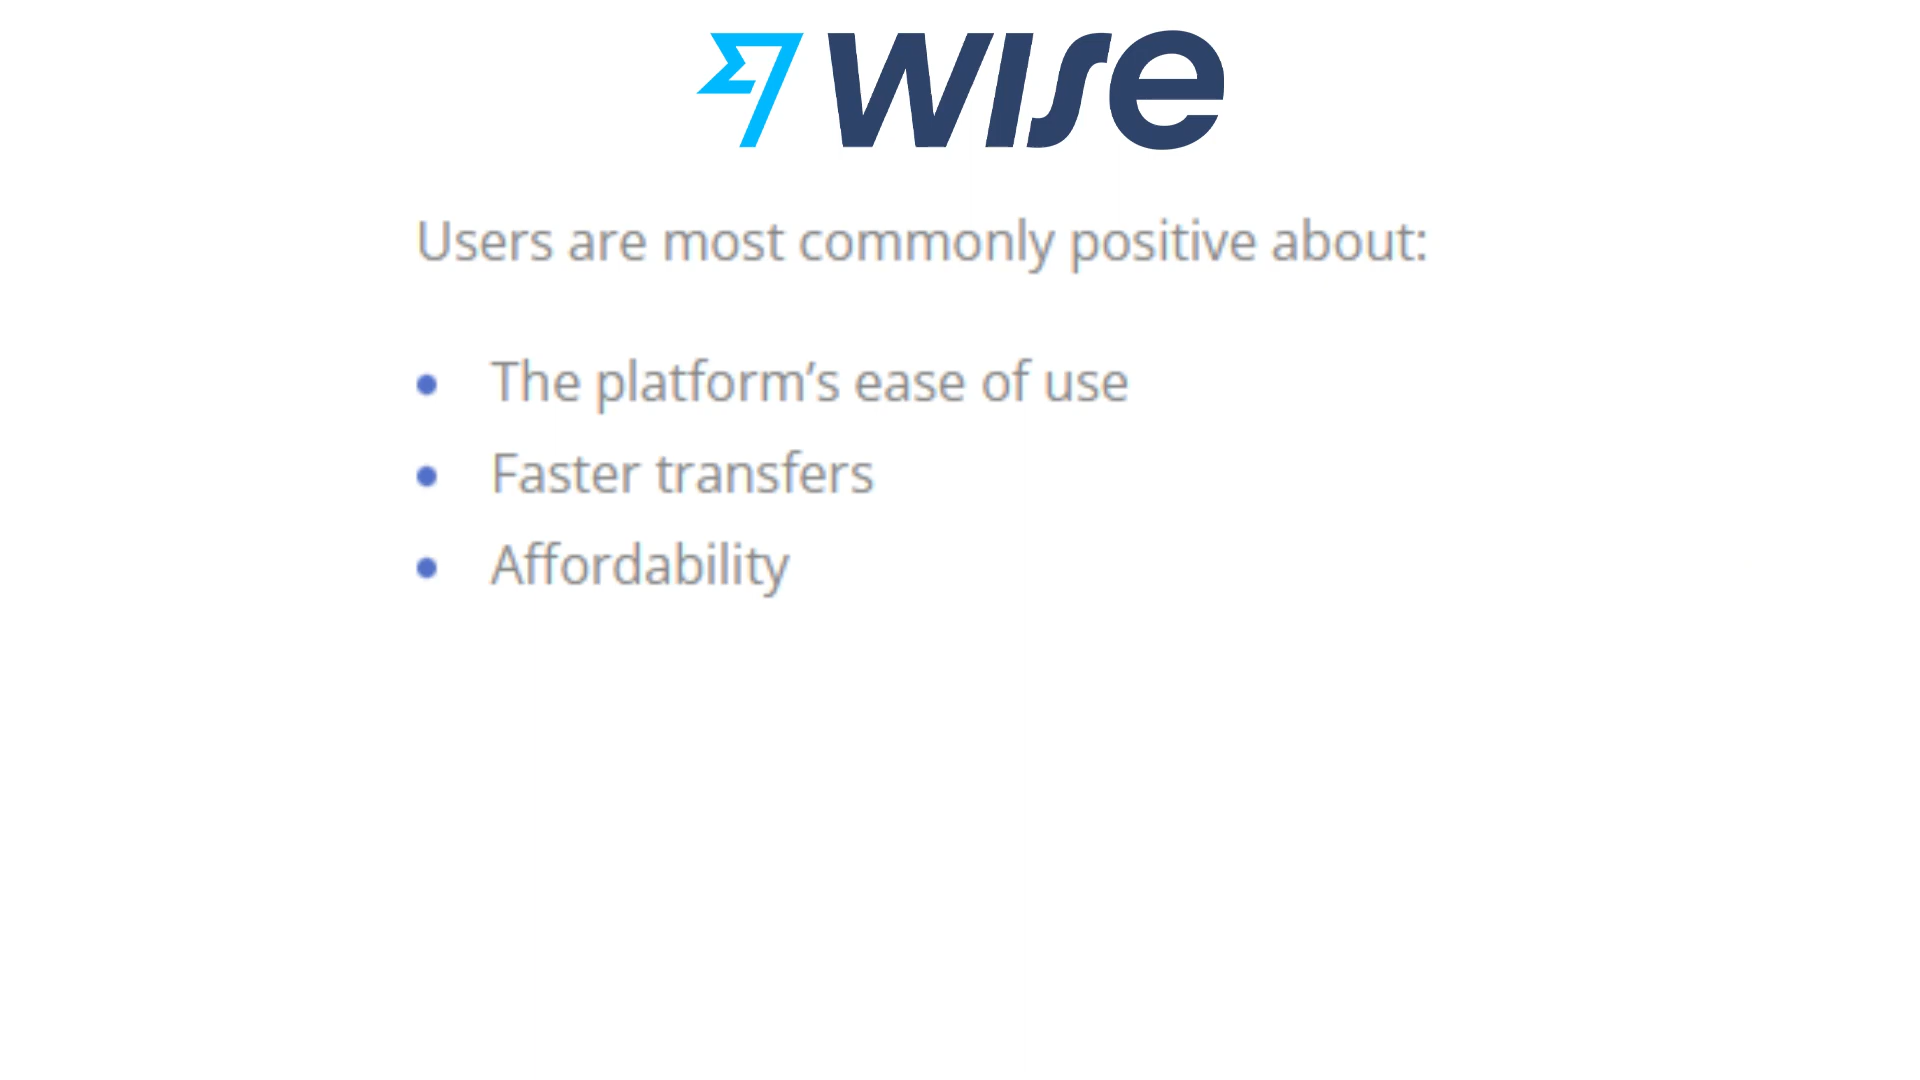 wise
Users are most commonly positive about:
The platform’s ease of use
Faster transfers
Affordability